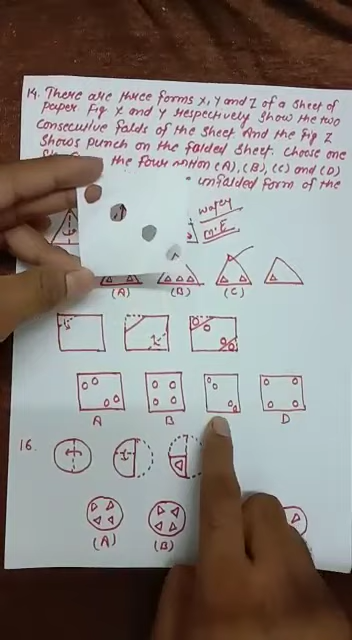 14. There are three forms X, Y and Z of a sheet of
paper. Fig X and Y respectively show the two
consecutive folds of the sheet And the fig Z
shows punch on the folded sheet. Choose one
the four (A), (B), (C) and (D)
unfolded form of the
water
M.I
(A) (B) (C)
A B D
16.
(A) (B)